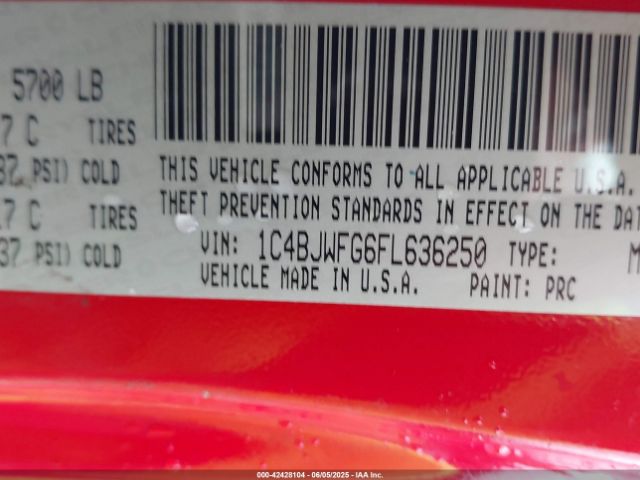 5700 LB
7 C TIRES
37 PSI) COLD
7 C TIRES
37 PSI) COLD
THIS VEHICLE CONFORMS TO ALL APPLICABLE U.S.A.
THEFT PREVENTION STANDARDS IN EFFECT ON THE DAT
VIN: 1C4BJWFG6FL636250 TYPE: M
VEHICLE MADE IN U.S.A. PAINT: PRC
000-42428104 - 06/05/2025 - IAA Inc.